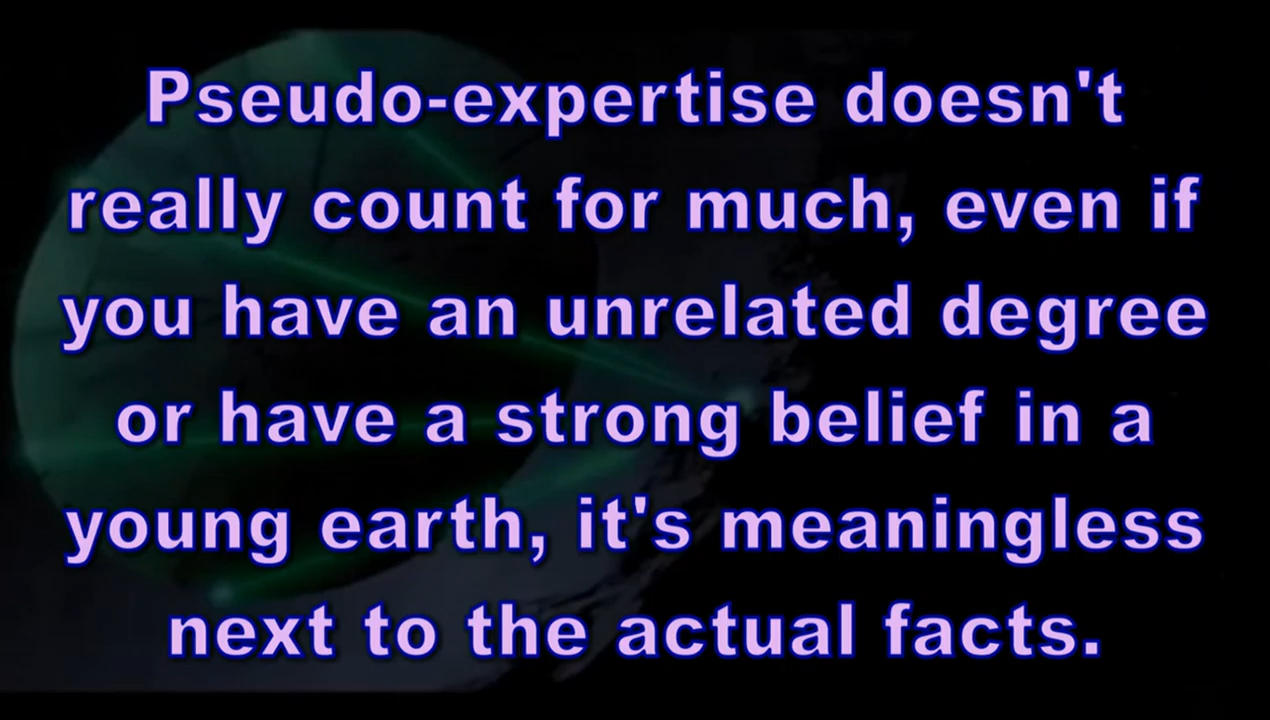 Pseudo-expertise doesn't
really count for much, even if
you have an unrelated degree
or have a strong belief in a
young earth, it's meaningless
next to the actual facts.